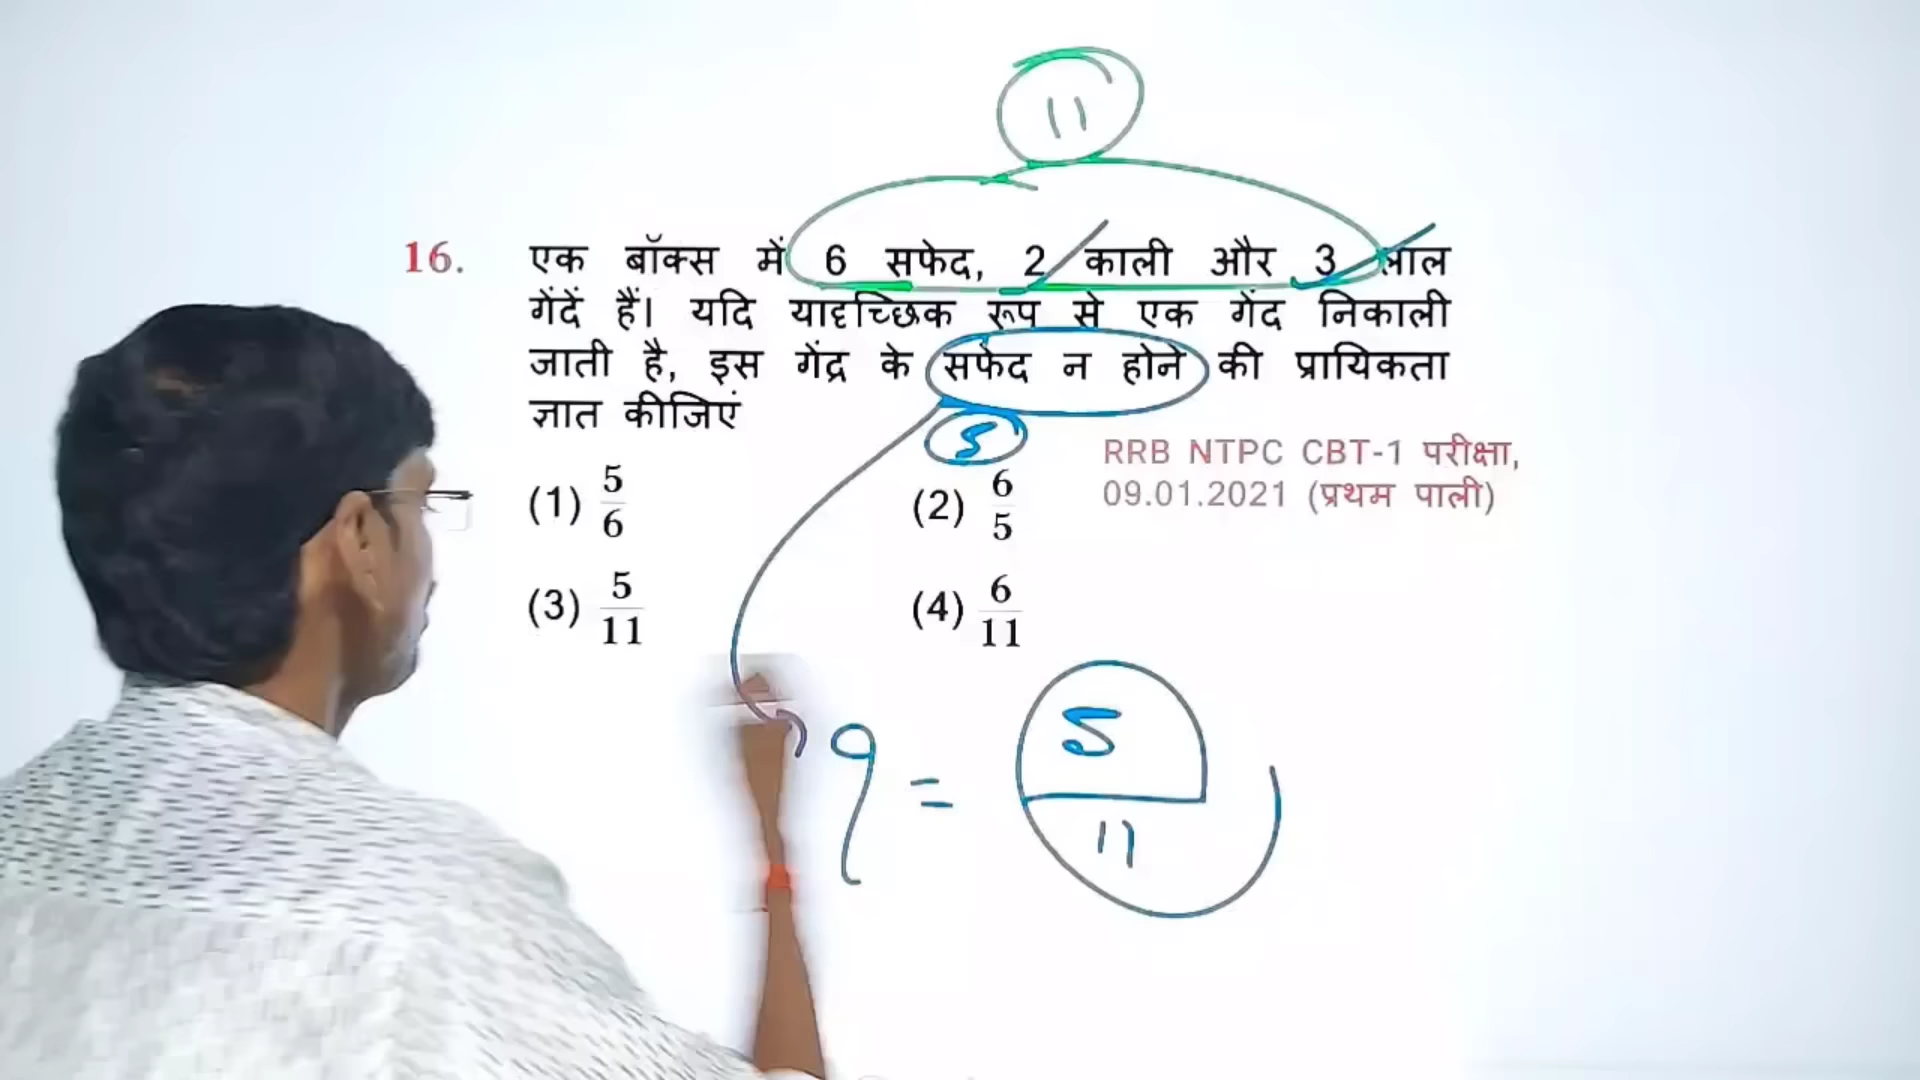 11
16. एक बॉक्स में 6 सफेद, 2 काली और 3 लाल
गेंदें हैं। यदि यादृच्छिक रूप से एक गेंद निकाली
जाती है, इस गेंद्र के सफेद न होने की प्रायिकता
ज्ञात कीजिएं
5
RRB NTPC CBT-1 परीक्षा,
09.01.2021 (प्रथम पाली)
(1) 5/6 (2) 6/5
(3) 5/11 (4) 6/11
q = 5/11